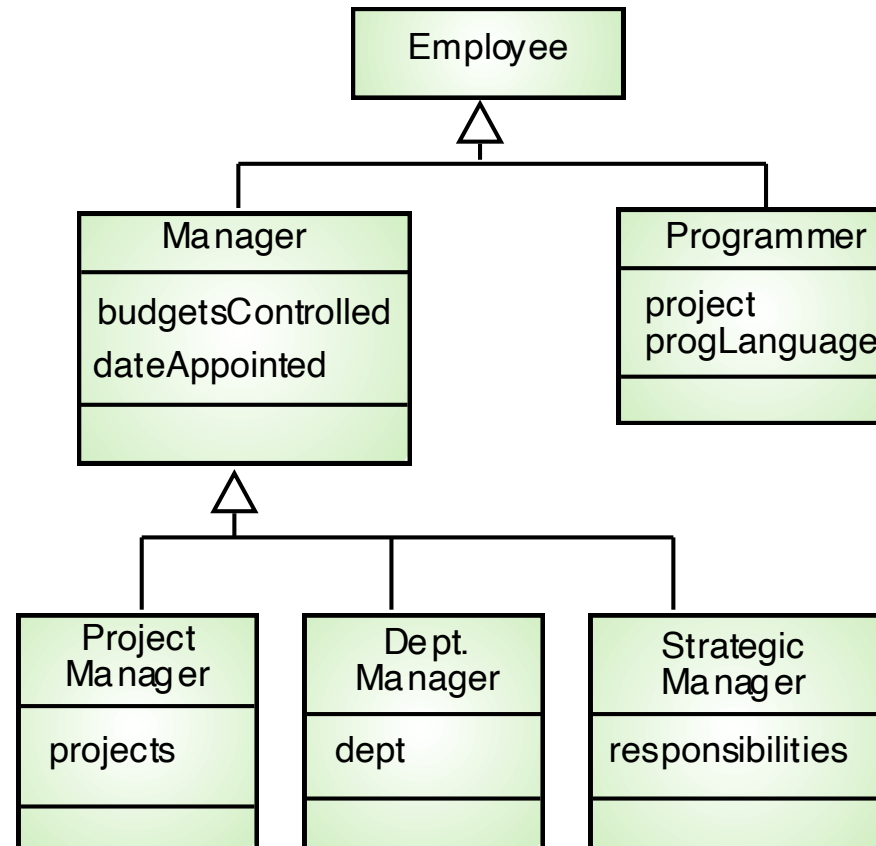 Employee
Manager
budgetsControlled
dateAppointed
Programmer
project
progLanguage
Project
Manager
projects
Dept.
Manager
dept
Strategic
Manager
responsibilities